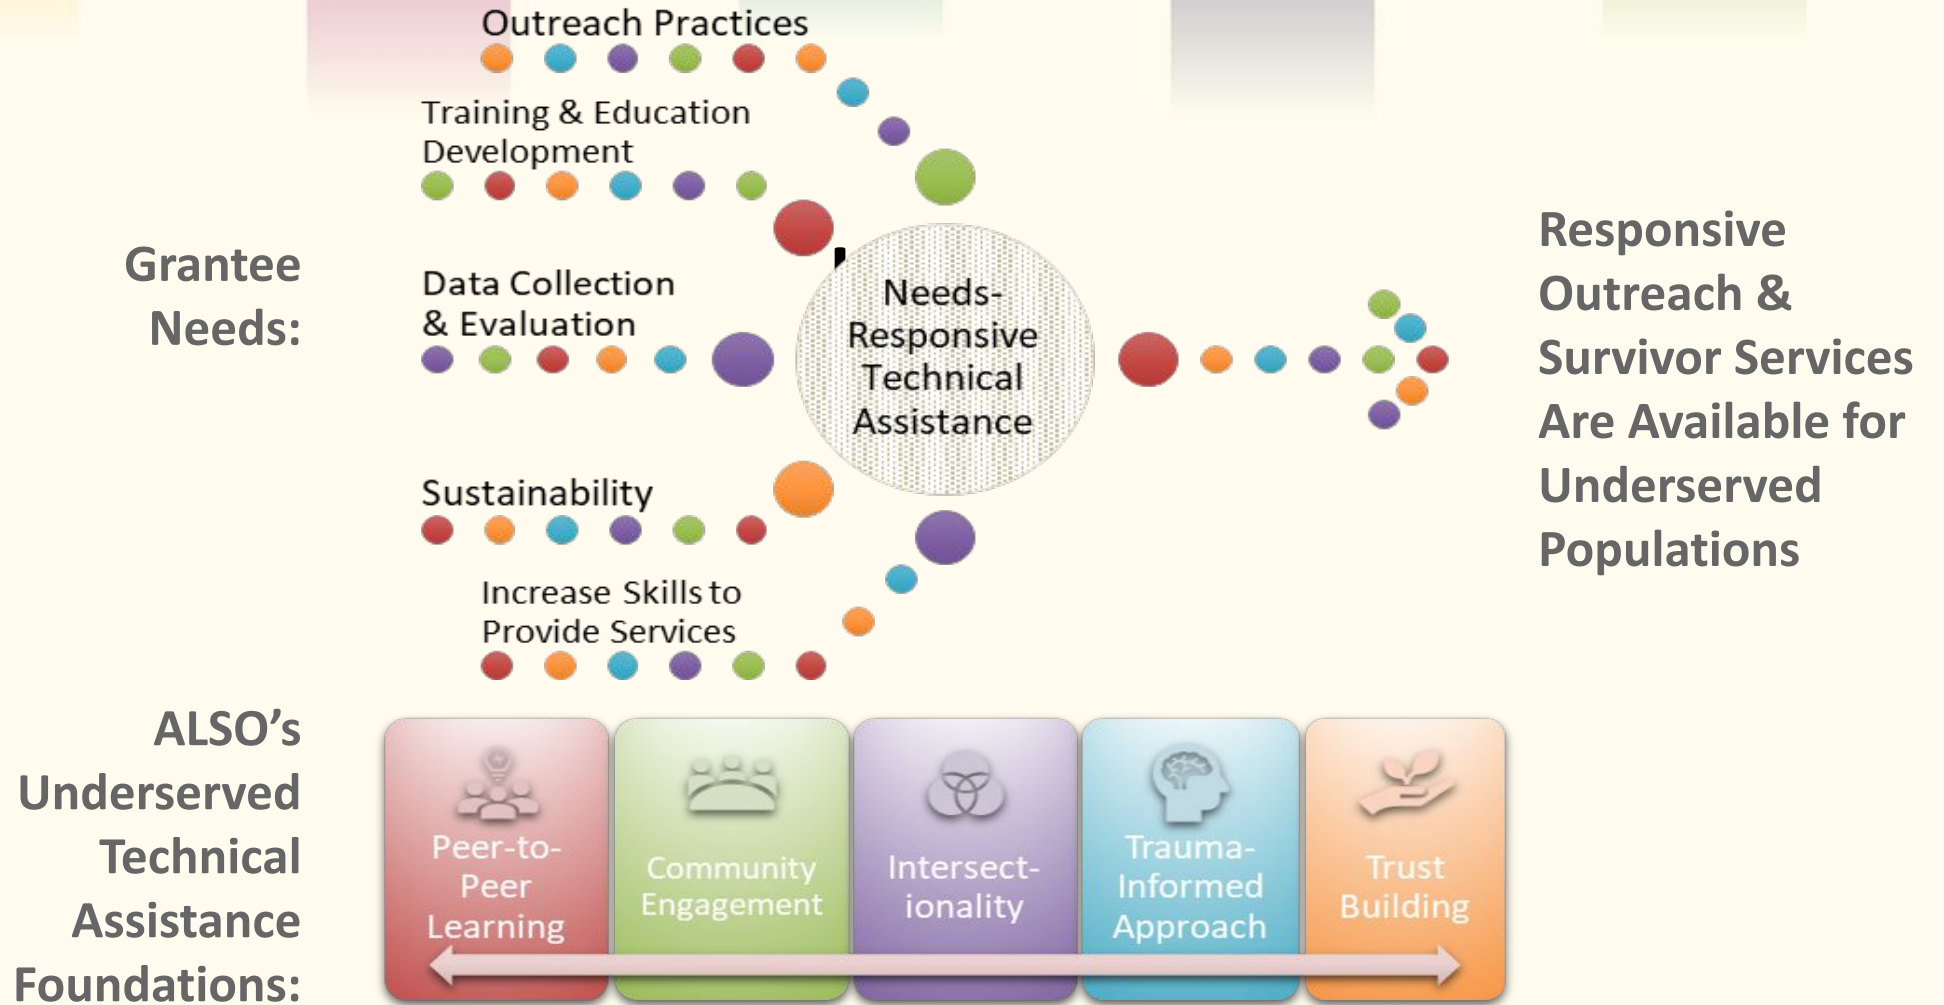 Outreach Practices
Training & Education
Development
Grantee
Needs:
Data Collection
& Evaluation
Sustainability
Increase Skills to
Provide Services
Needs-
Responsive
Technical
Assistance
Responsive
Outreach &
Survivor Services
Are Available for
Underserved
Populations
ALSO’s
Underserved
Technical
Assistance
Foundations:
Peer-to-
Peer
Learning
Community
Engagement
Intersect-
ionality
Trauma-
Informed
Approach
Trust
Building